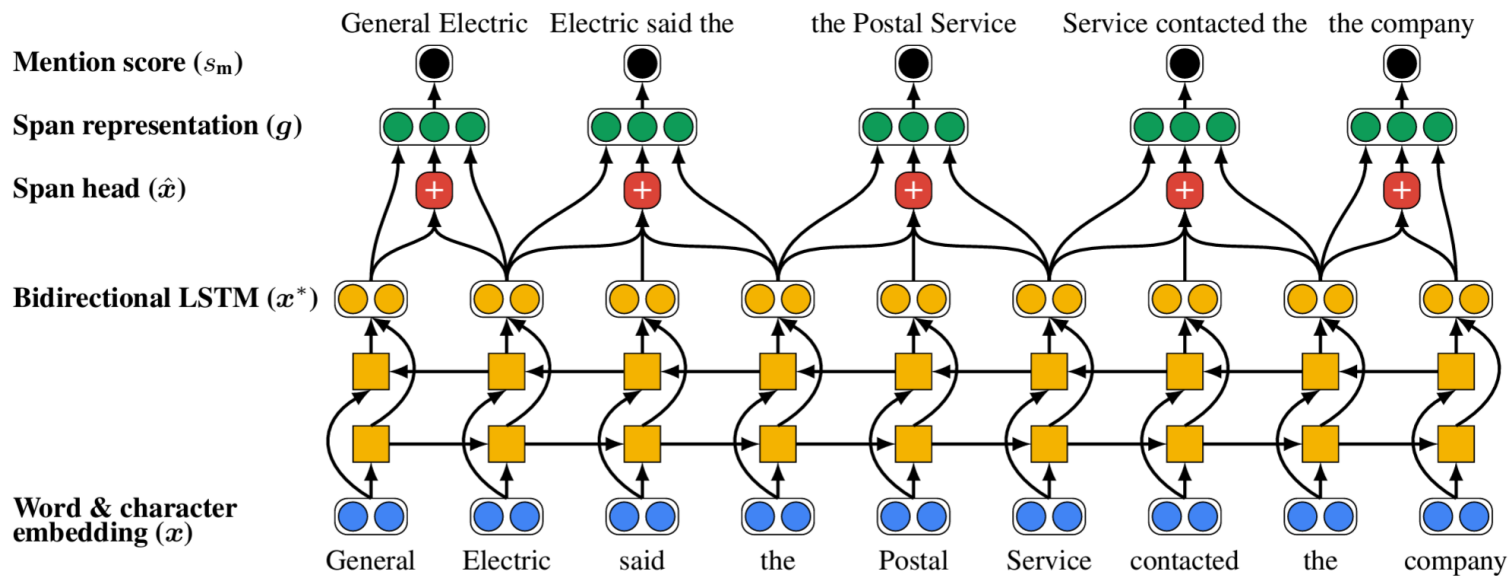 General Electric Electric said the the Postal Service Service contacted the the company
Mention score (sₘ)
Span representation (g)
+ + + + +
Span head (x̂)
Bidirectional LSTM (x*)
Word & character
embedding (x)
General Electric said the Postal Service contacted the company